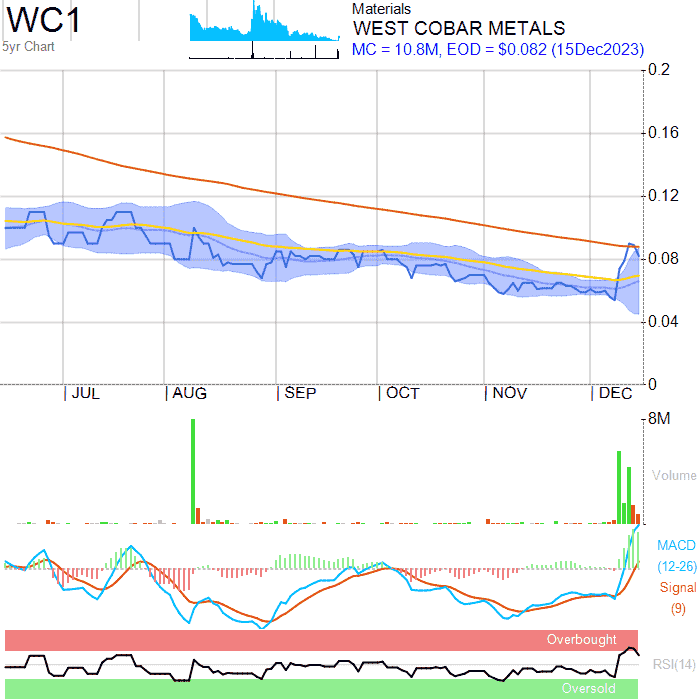 WC1
5yr Chart
Materials
WEST COBAR METALS
MC = 10.8M, EOD = $0.082 (15Dec2023)
0.2
0.16
0.12
0.08
0.04
0
JUL AUG SEP OCT NOV DEC
8M
Volume
MACD
(12-26)
Signal
(9)
Overbought
RSI(14)
Oversold